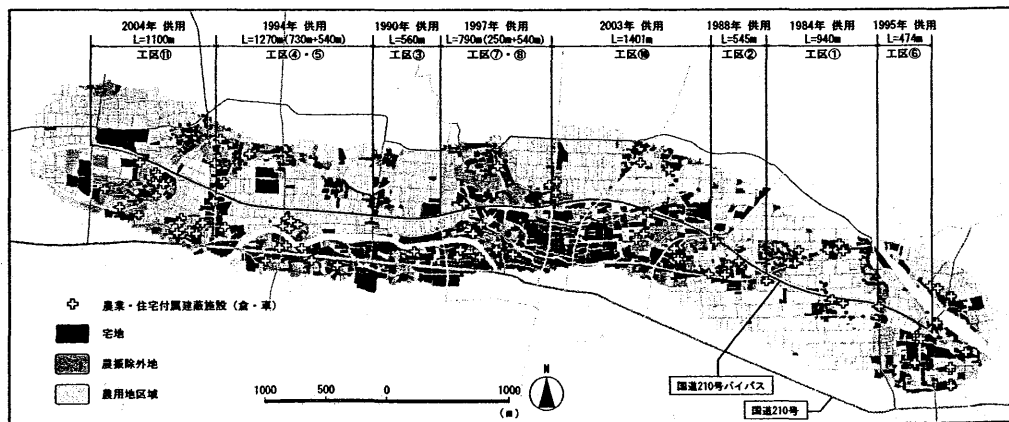 2004年 供用
L=1100m
工区⑪
1994年 供用
L=1270m(730m+540m)
工区④・⑤
1990年 供用
L=560m
工区③
1997年 供用
L=790m(250m+540m)
工区⑦・⑧
2003年 供用
L=1401m
工区⑩
1988年 供用
L=545m
工区②
1984年 供用
L=940m
工区①
1995年 供用
L=474m
工区⑥
農業・住宅付属建蔽施設（倉・車）
宅地
農振除外地
農用地区域
1000 500 0 1000
(m)
N
国道210号バイパス
国道210号